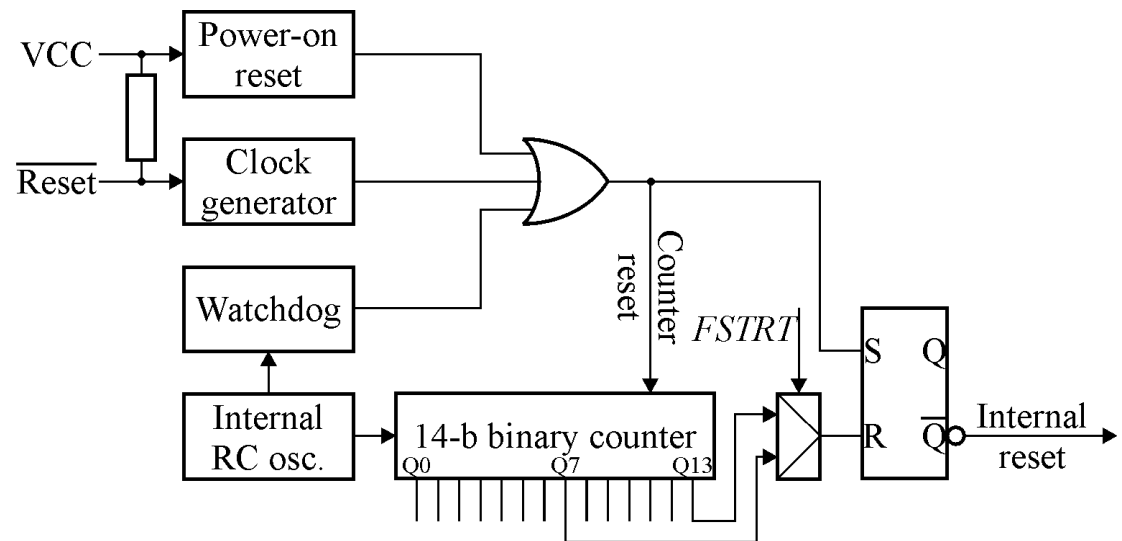 VCC
Power-on
reset
Reset
Clock
generator
Watchdog
Internal
RC osc.
Counter
reset
FSTRT
14-b binary counter
Q0
Q7
Q13
S
Q
R
Q
Internal
reset